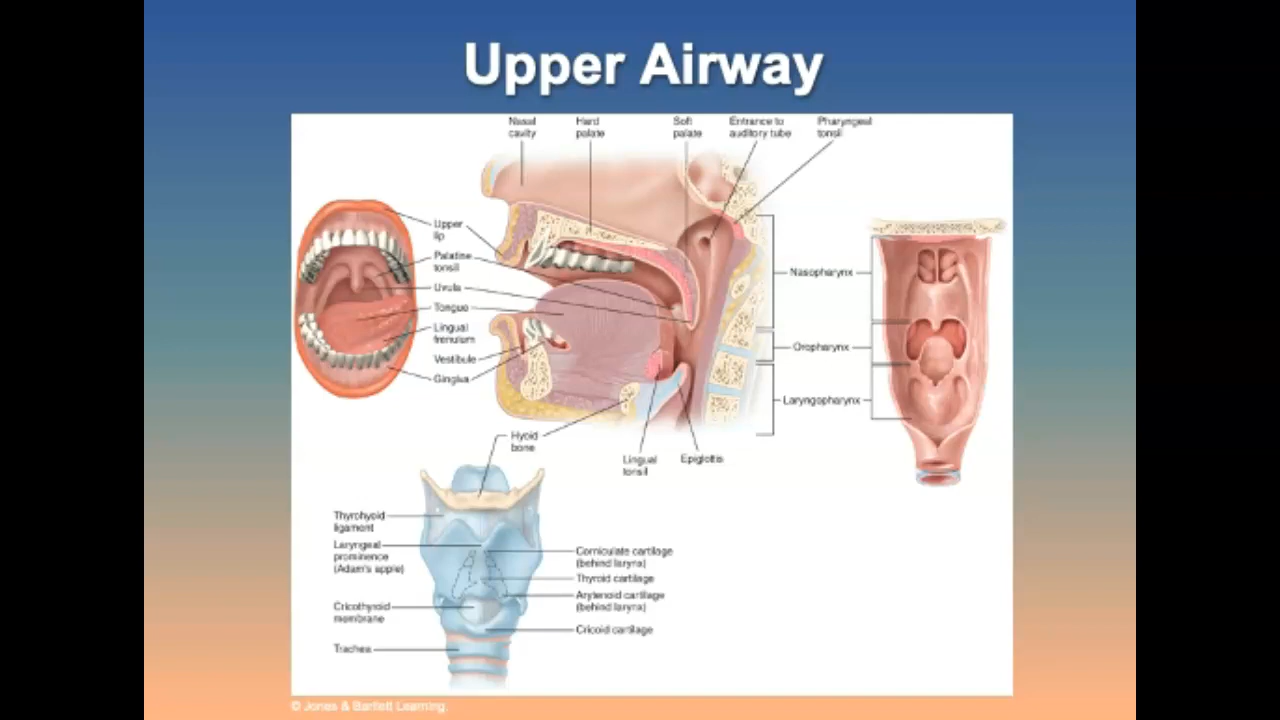 Upper Airway
Nasal
cavity
Hard
palate
Soft
palate
Entrance to
auditory tube
Pharyngeal
tonsil
Upper
lip
Palatine
tonsil
Uvula
Tongue
Lingual
frenulum
Vestibule
Gingiva
Nasopharynx
Oropharynx
Laryngopharynx
Hyoid
bone
Lingual
tonsil
Epiglottis
Thyrohyoid
ligament
Laryngeal
prominence
(Adam's apple)
Cricothyroid
membrane
Trachea
Corniculate cartilage
(behind larynx)
Thyroid cartilage
Arytenoid cartilage
(behind larynx)
Cricoid cartilage
© Jones & Bartlett Learning.